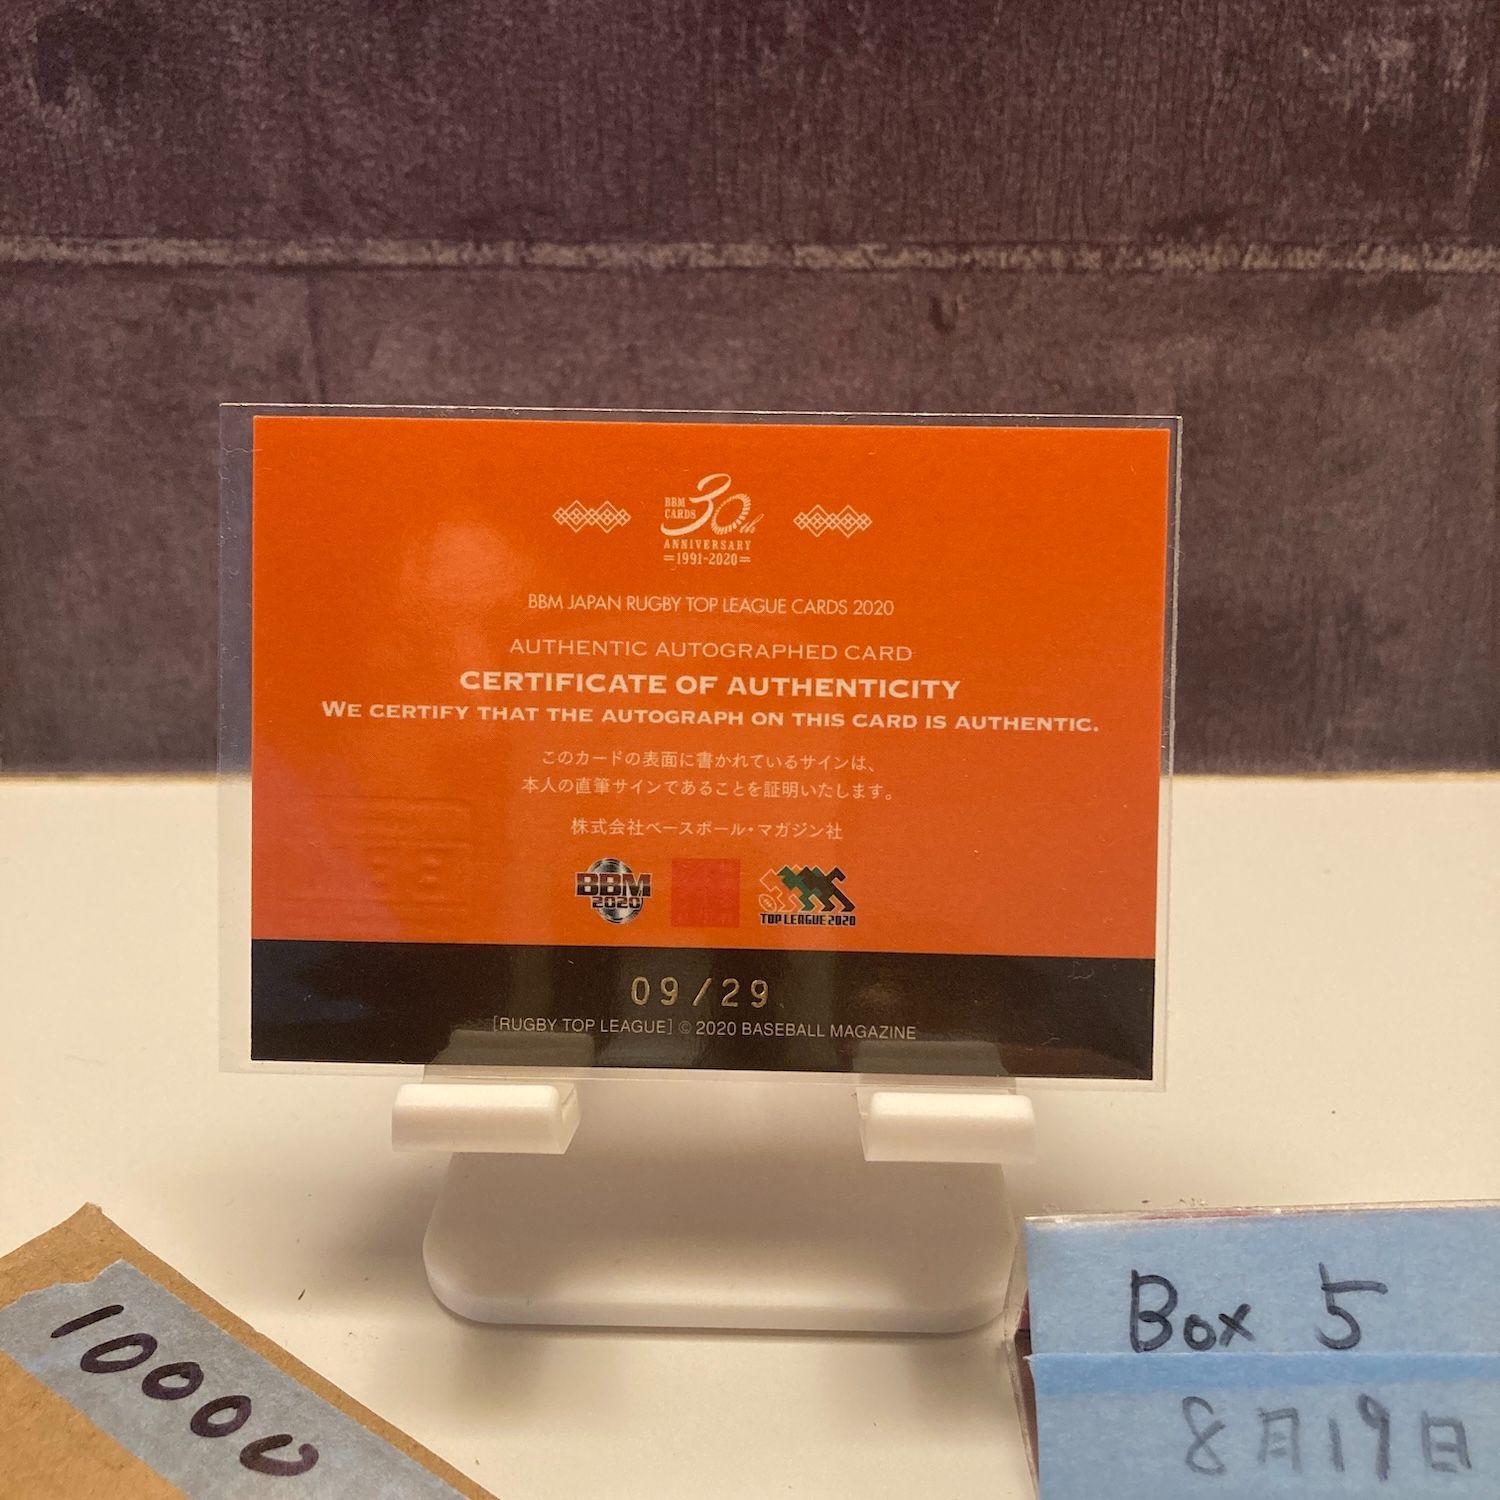 BBM
CARDS
30th
ANNIVERSARY
=1991-2020=
BBM JAPAN RUGBY TOP LEAGUE CARDS 2020
AUTHENTIC AUTOGRAPHED CARD
CERTIFICATE OF AUTHENTICITY
WE CERTIFY THAT THE AUTOGRAPH ON THIS CARD IS AUTHENTIC.
このカードの表面に書かれているサインは、
本人の直筆サインであることを証明いたします。
株式会社ベースボール・マガジン社
BBM
2020
TOP LEAGUE 2020
09/29
[RUGBY TOP LEAGUE] © 2020 BASEBALL MAGAZINE
10000
Box 5
8月19日